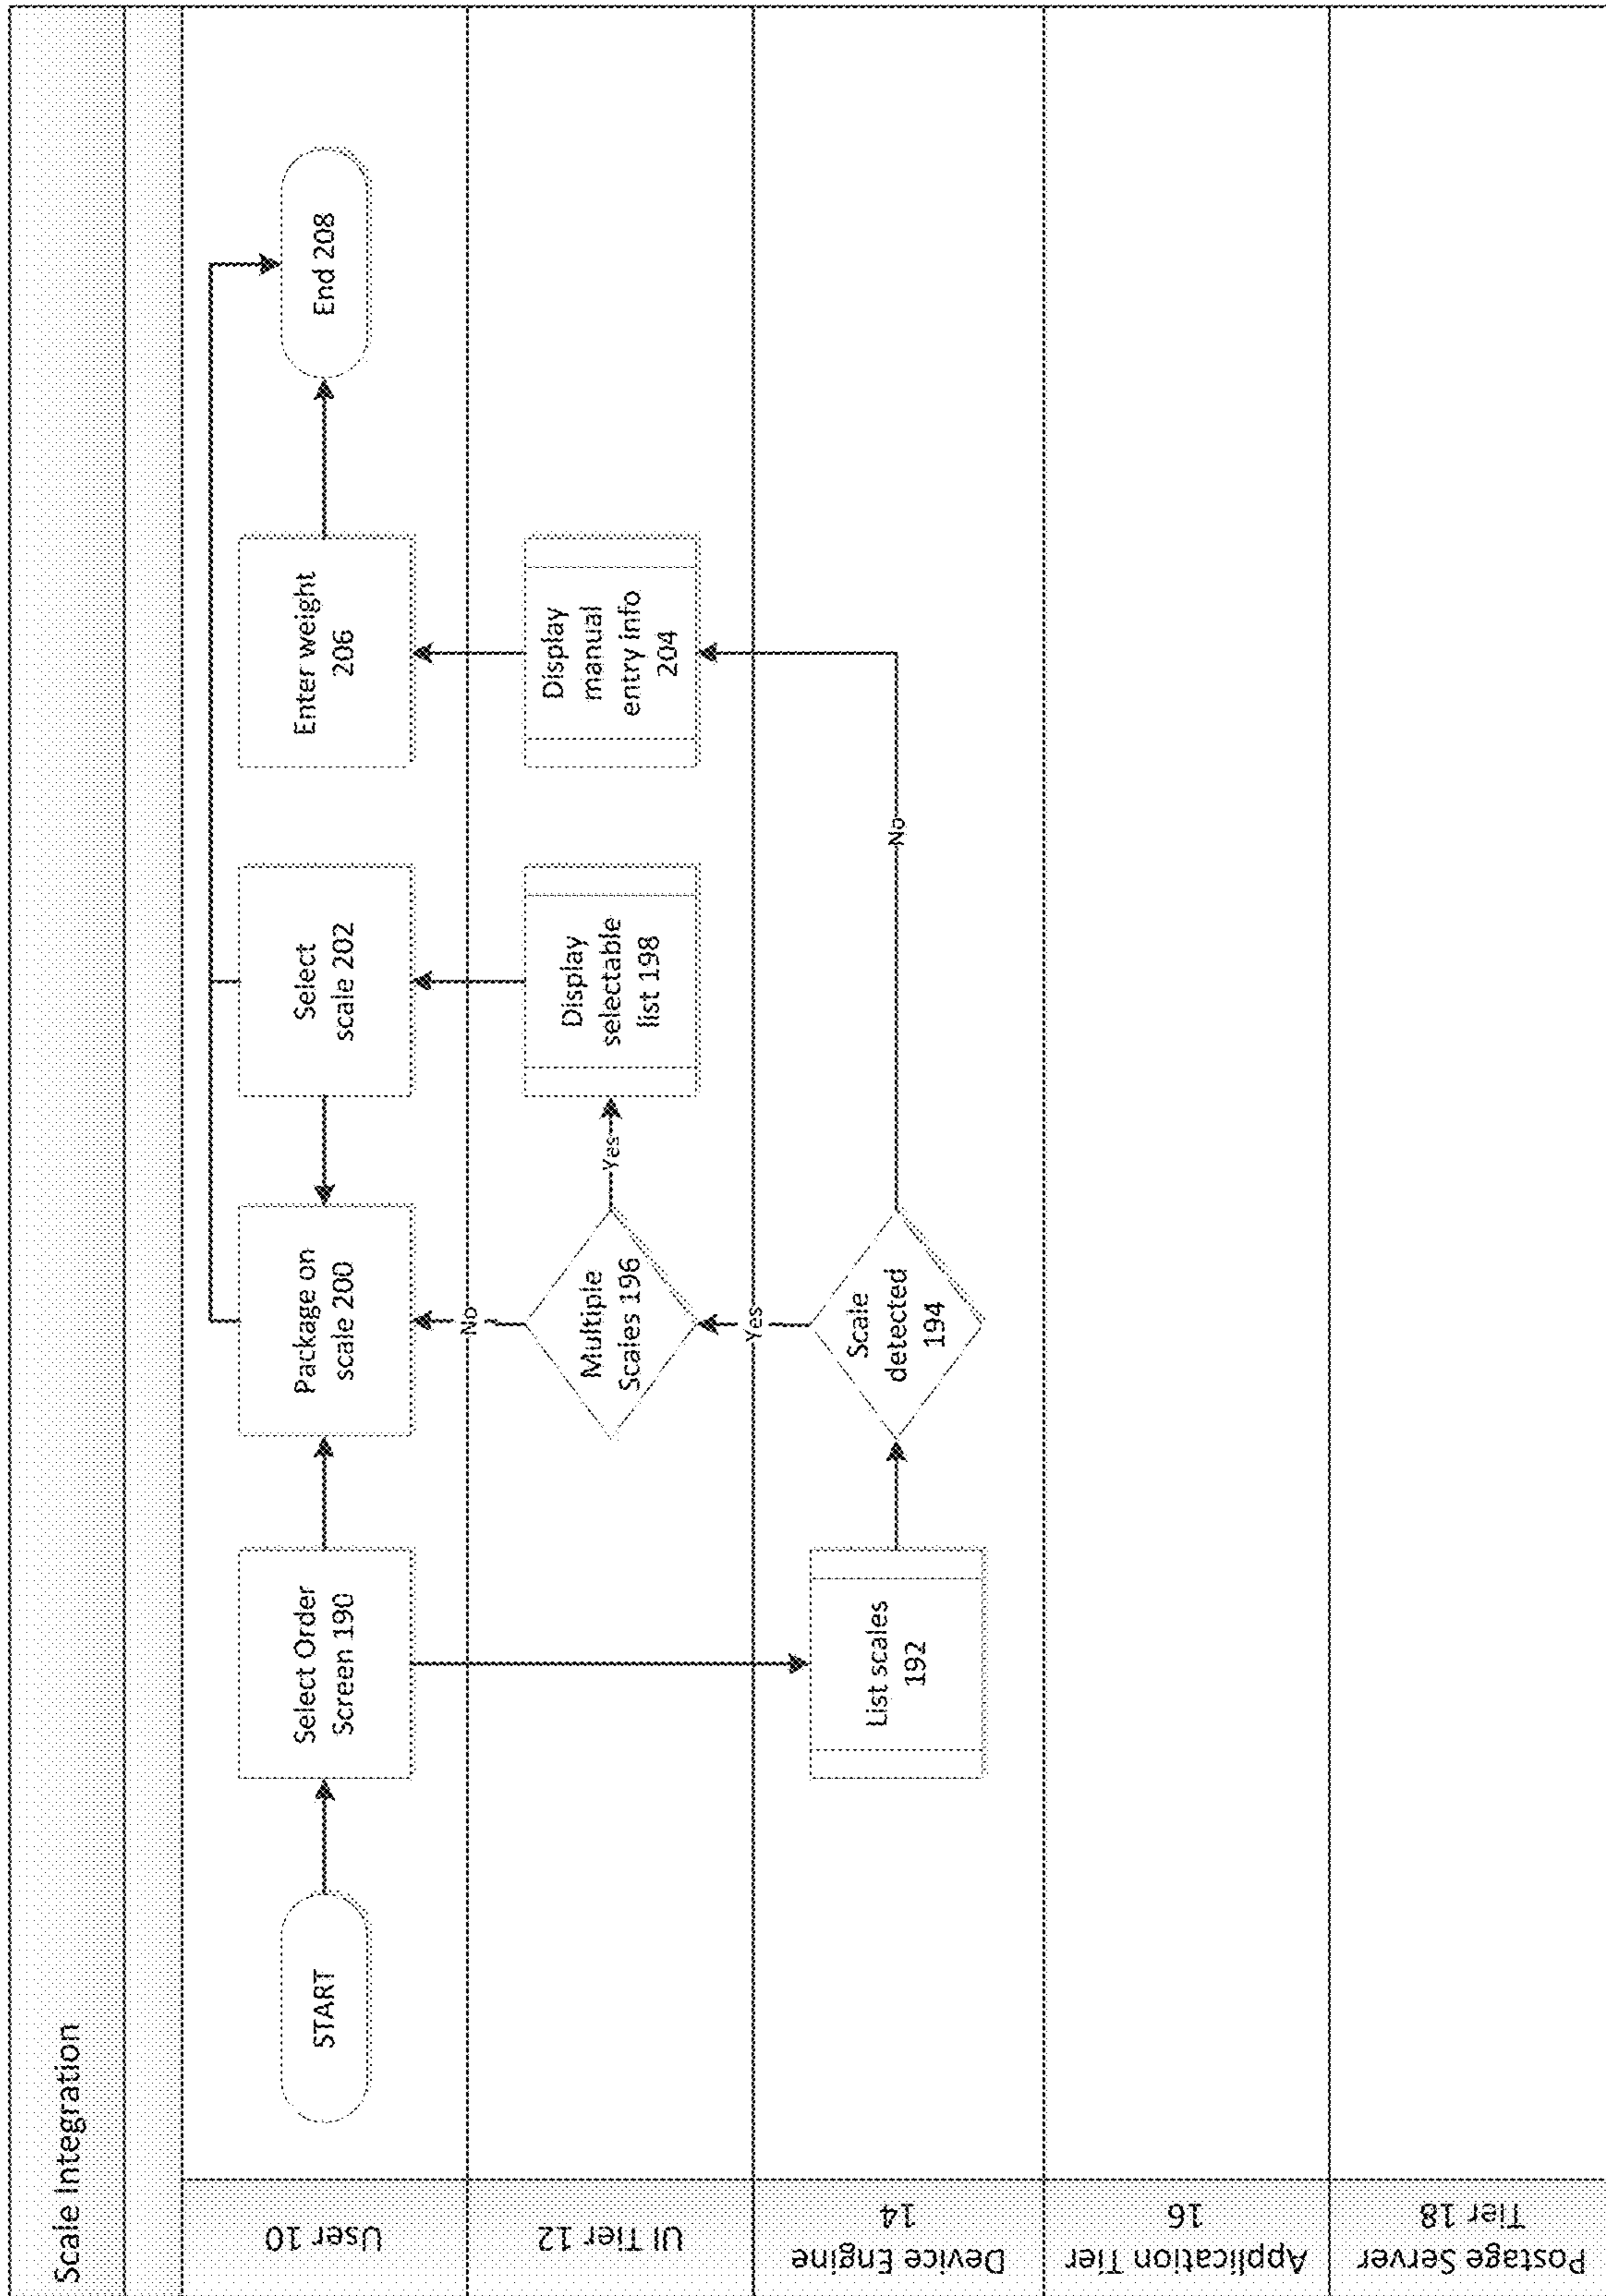 Scale Integration
User 10
START
Select Order
Screen 190
Package on
scale 200
Select
scale 202
Enter weight
206
End 208
UI Tier 12
No
Multiple
Scales 196
Yes
Display
selectable
list 198
Display
manual
entry info
204
Device Engine
14
Yes
List scales
192
Scale
detected
194
No
Application Tier
16
Postage Server
Tier 18